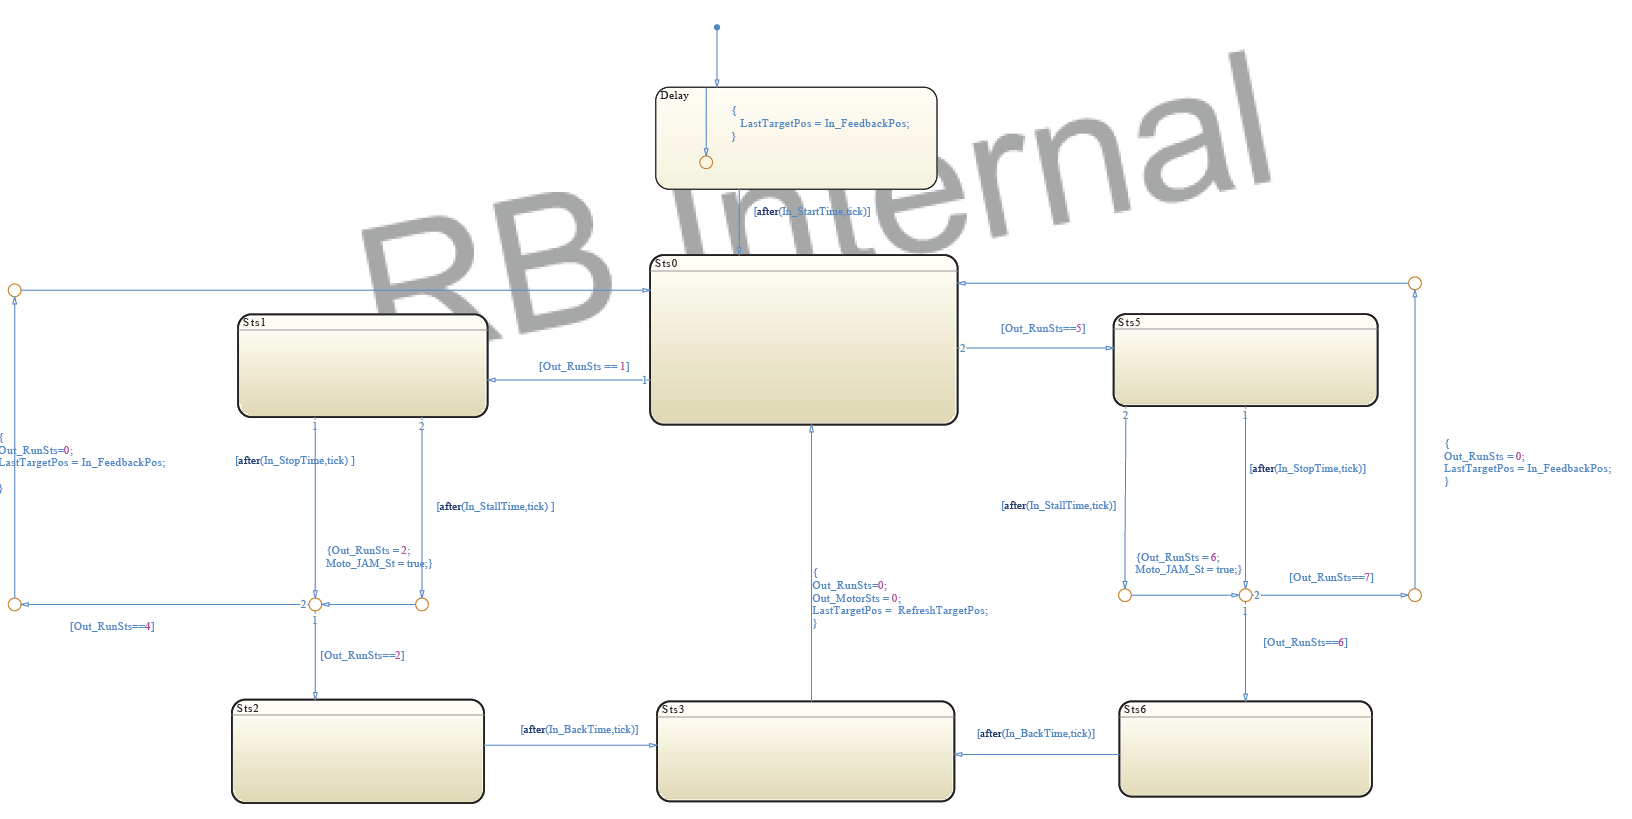 RB Internal
Delay
{
LastTargetPos = In_FeedbackPos;
}
[after(In_StartTime,tick)]
Sts0
Sts1
Sts5
[Out_RunSts==5]
2
[Out_RunSts == 1]
1
1
2
2
1
{
Out_RunSts=0;
LastTargetPos = In_FeedbackPos;
}
[after(In_StopTime,tick) ]
[after(In_StallTime,tick) ]
[after(In_StopTime,tick)]
[after(In_StallTime,tick)]
{
Out_RunSts = 0;
LastTargetPos = In_FeedbackPos;
}
{Out_RunSts = 2;
Moto_JAM_St = true;}
{Out_RunSts = 6;
Moto_JAM_St = true;}
{
Out_RunSts=0;
Out_MotorSts = 0;
LastTargetPos = RefreshTargetPos;
}
[Out_RunSts==7]
2
1
2
1
[Out_RunSts==4]
[Out_RunSts==2]
[Out_RunSts==6]
Sts2
Sts3
Sts6
[after(In_BackTime,tick)]
[after(In_BackTime,tick)]